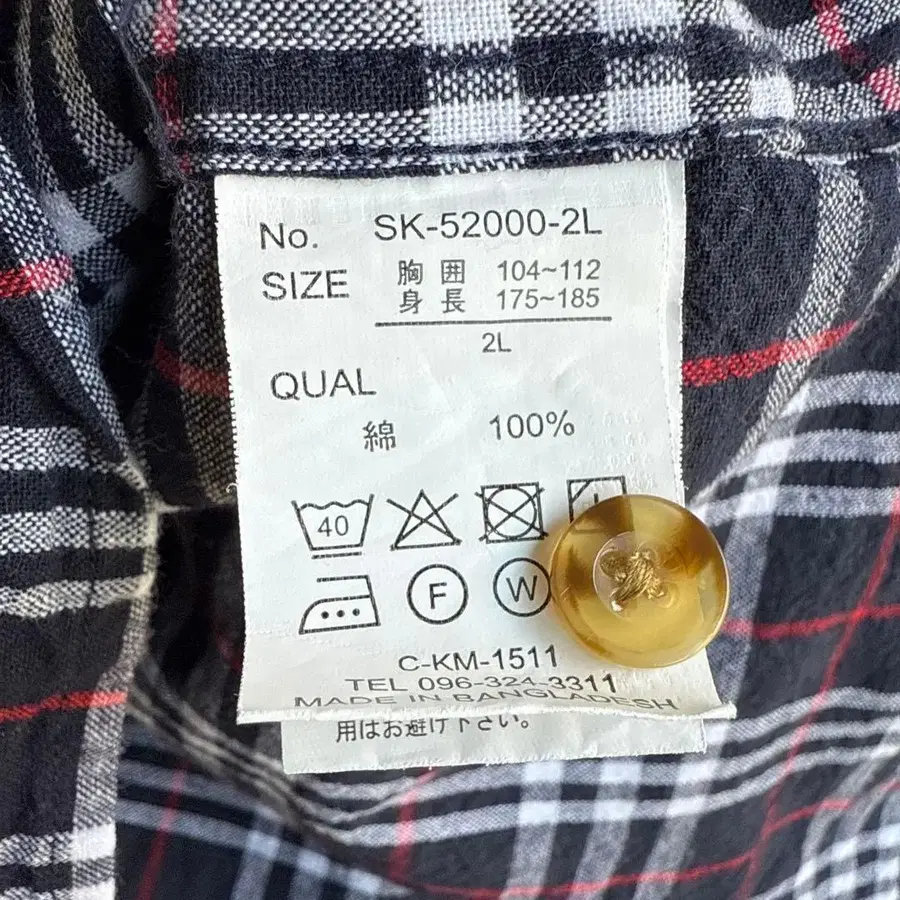 No. SK-52000-2L
SIZE 胸囲 104~112
身長 175~185
2L
QUAL
綿 100%
40
F W
C-KM-1511
TEL 096-324-3311
MADE IN BANGLADESH
用はお避け下さい。